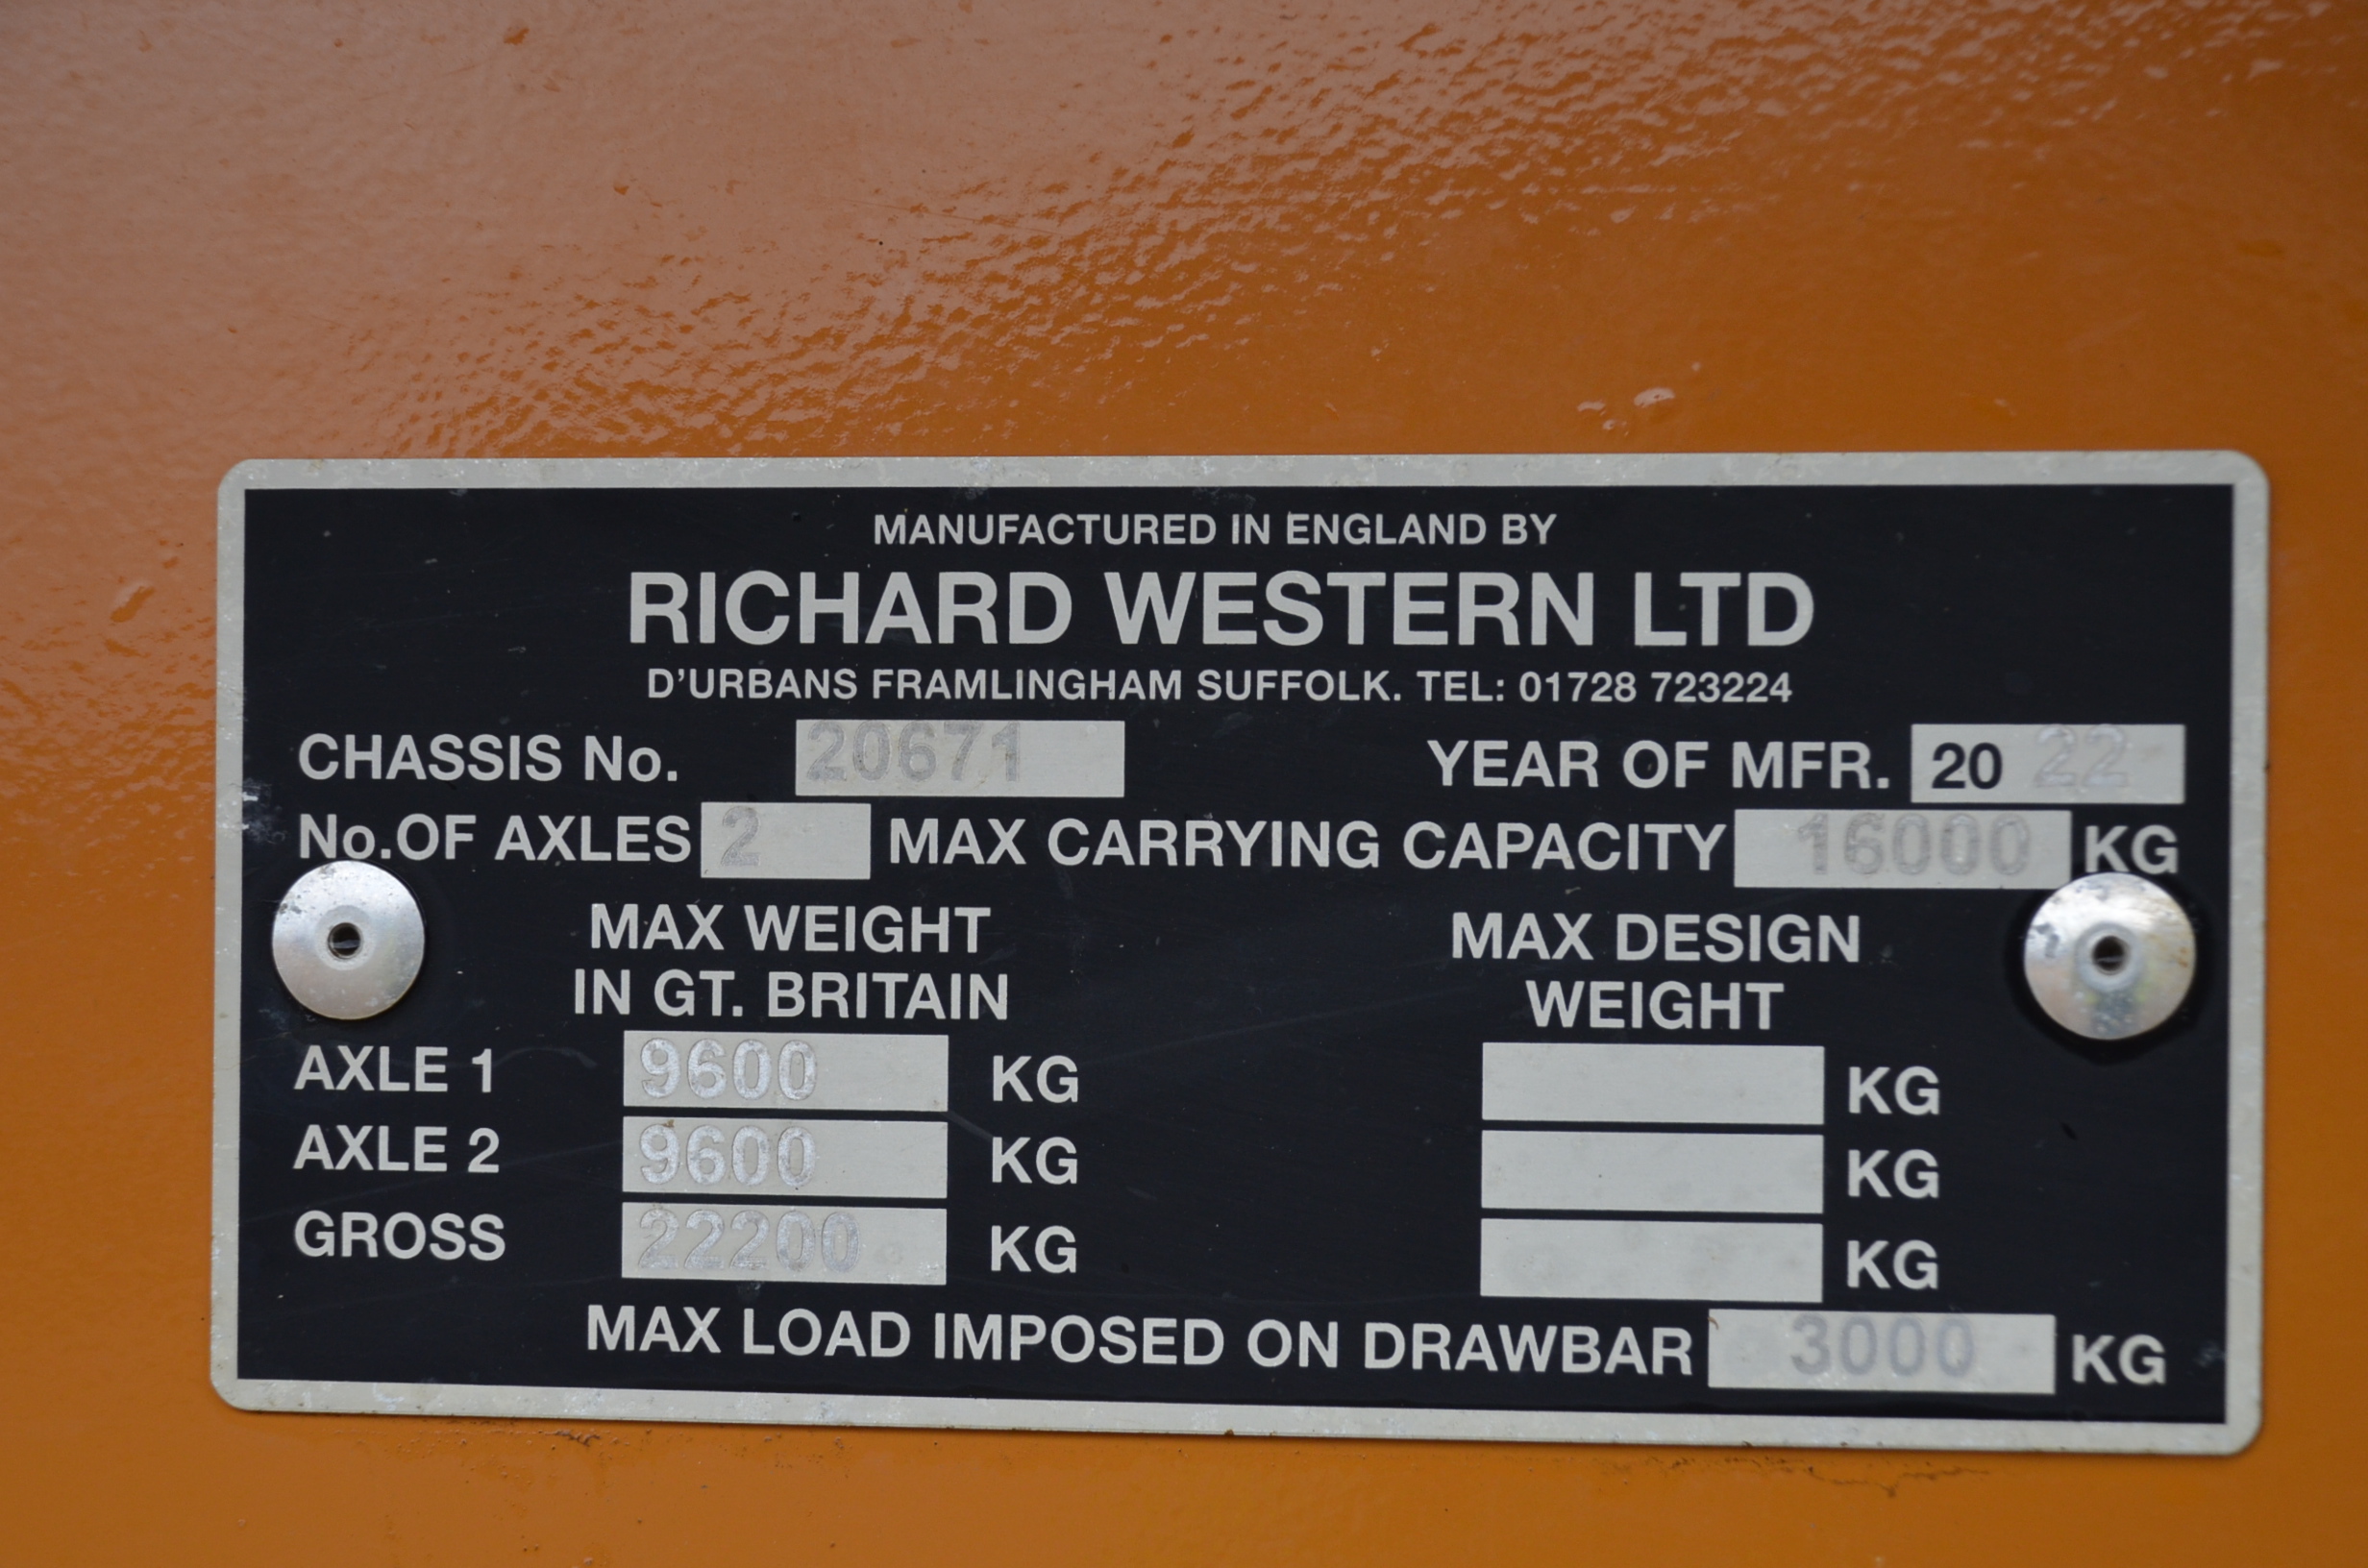 MANUFACTURED IN ENGLAND BY
RICHARD WESTERN LTD
D'URBANS FRAMLINGHAM SUFFOLK. TEL: 01728 723224
CHASSIS No. 20671 YEAR OF MFR. 20 22
No.OF AXLES 2 MAX CARRYING CAPACITY 16000 KG
MAX WEIGHT MAX DESIGN
IN GT. BRITAIN WEIGHT
AXLE 1 9600 KG KG
AXLE 2 9600 KG KG
GROSS 22200 KG KG
MAX LOAD IMPOSED ON DRAWBAR 3000 KG